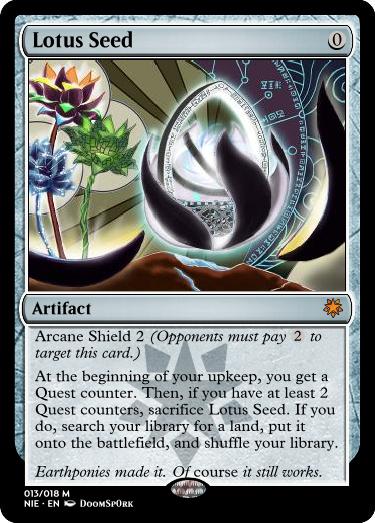 Lotus Seed 0
Artifact
Arcane Shield 2 (Opponents must pay 2 to
target this card.)
At the beginning of your upkeep, you get a
Quest counter. Then, if you have at least 2
Quest counters, sacrifice Lotus Seed. If you
do, search your library for a land, put it
onto the battlefield, and shuffle your library.
Earthponies made it. Of course it still works.
013/018 M
NIE • EN DoomSp0rk